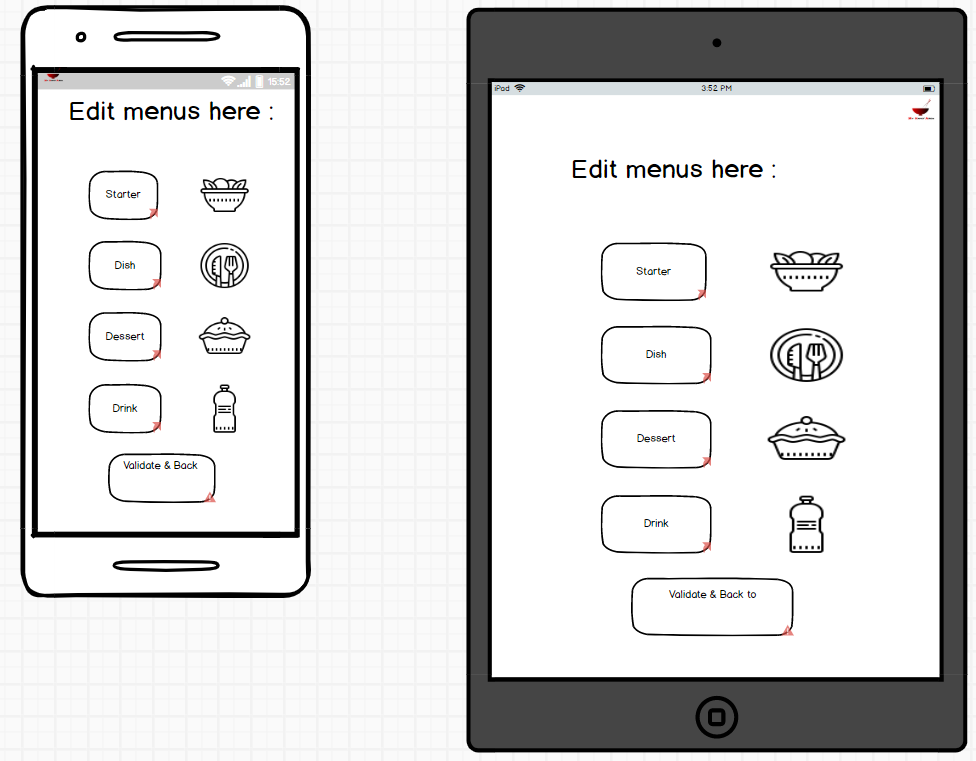 15:52
Edit menus here :
Starter
Dish
Dessert
Drink
Validate & Back
iPad
3:52 PM
Edit menus here :
Starter
Dish
Dessert
Drink
Validate & Back to